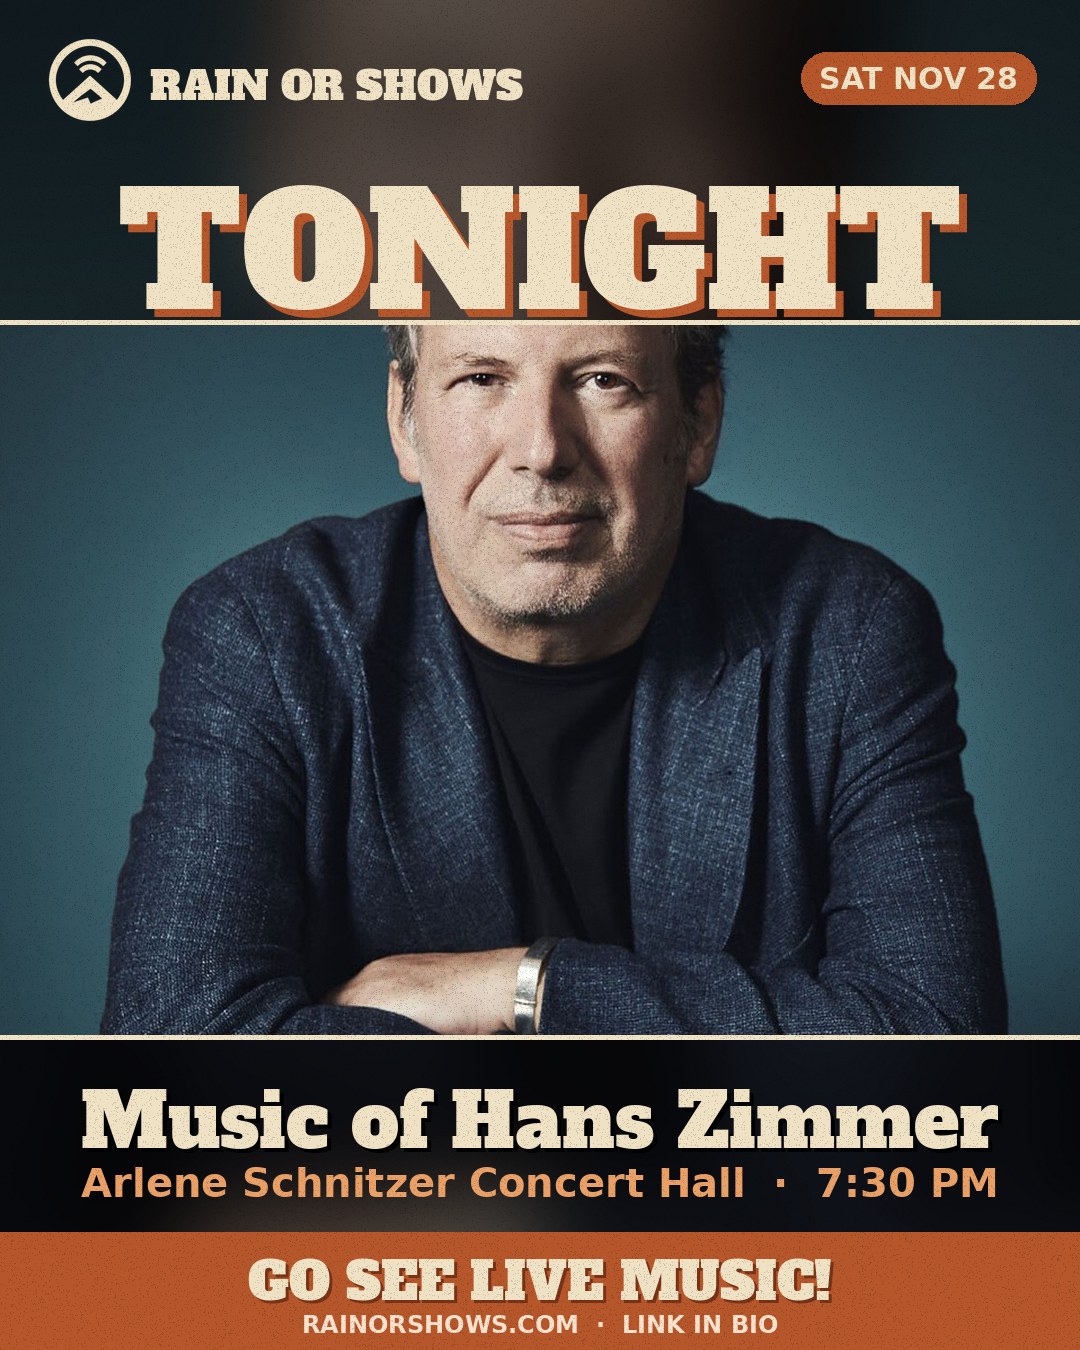 RAIN OR SHOWS
SAT NOV 28
TONIGHT
Music of Hans Zimmer
Arlene Schnitzer Concert Hall · 7:30 PM
GO SEE LIVE MUSIC!
RAINORSHOWS.COM · LINK IN BIO